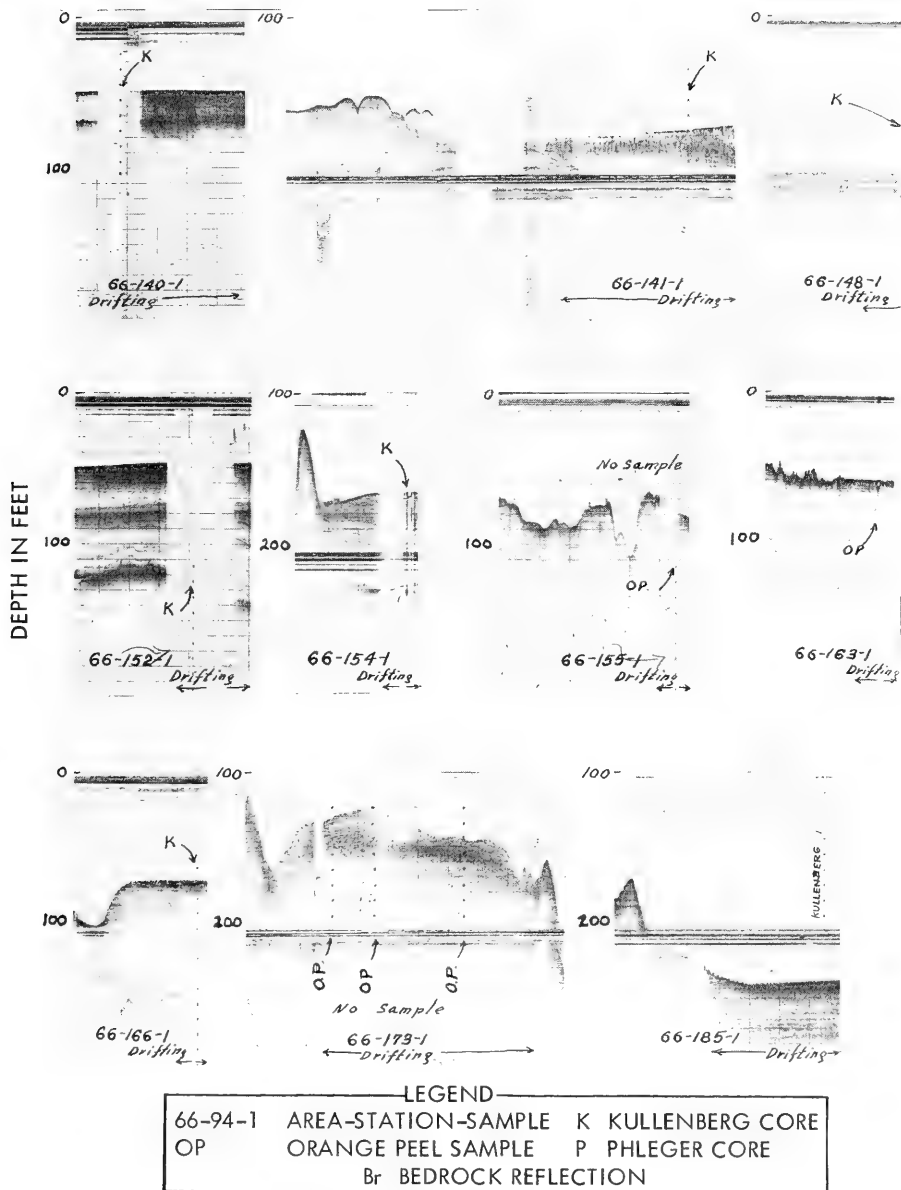 DEPTH IN FEET
0
100
K
66-140-1
Drifting
100
K
66-141-1
Drifting
0
K
66-148-1
Drifting
0
100
K
66-152-1
Drifting
100
200
K
66-154-1
Drifting
0
100
No Sample
OP.
66-155-1
Drifting
0
100
OP
66-163-1
Drifting
0
100
K
66-166-1
Drifting
100
200
O.P.
OP
O.P.
No Sample
66-179-1
Drifting
100
200
KULLENBERG
66-185-1
Drifting
LEGEND
66-94-1 AREA-STATION-SAMPLE K KULLENBERG CORE
OP ORANGE PEEL SAMPLE P PHLEGER CORE
Br BEDROCK REFLECTION